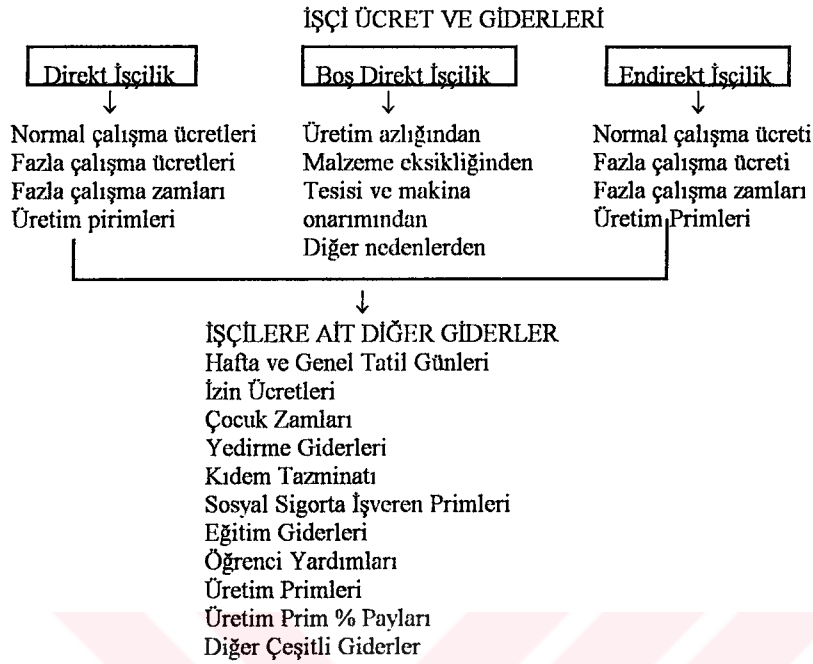 İŞÇİ ÜCRET VE GİDERLERİ
Direkt İşçilik
Normal çalışma ücretleri
Fazla çalışma ücretleri
Fazla çalışma zamları
Üretim pirimleri
Boş Direkt İşçilik
Üretim azlığından
Malzeme eksikliğinden
Tesisi ve makina
onarımından
Diğer nedenlerden
Endirekt İşçilik
Normal çalışma ücreti
Fazla çalışma ücreti
Fazla çalışma zamları
Üretim Primleri
İŞÇİLERE AİT DİĞER GİDERLER
Hafta ve Genel Tatil Günleri
İzin Ücretleri
Çocuk Zamları
Yedirme Giderleri
Kıdem Tazminatı
Sosyal Sigorta İşveren Primleri
Eğitim Giderleri
Öğrenci Yardımları
Üretim Primleri
Üretim Prim % Payları
Diğer Çeşitli Giderler